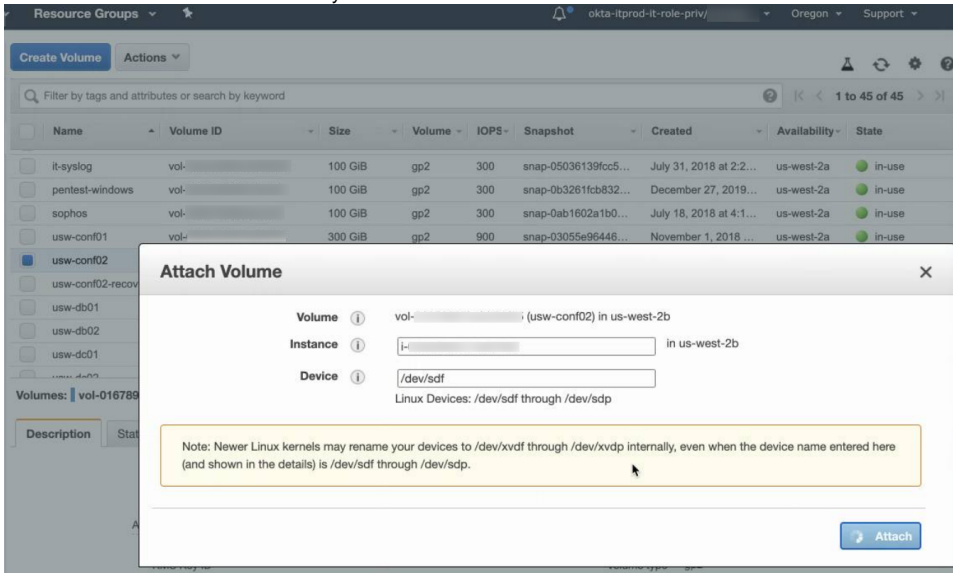 Resource Groups
okta-itprod-it-role-priv/
Oregon
Support
Create Volume
Actions
Filter by tags and attributes or search by keyword
1 to 45 of 45
Name Volume ID Size Volume IOPS Snapshot Created Availability State
it-syslog vol- 100 GiB gp2 300 snap-05036139fcc5... July 31, 2018 at 2:2... us-west-2a in-use
pentest-windows vol- 100 GiB gp2 300 snap-0b3261fcb832... December 27, 2019... us-west-2a in-use
sophos vol- 100 GiB gp2 300 snap-0ab1602a1b0... July 18, 2018 at 4:1... us-west-2a in-use
usw-conf01 vol- 300 GiB gp2 900 snap-03055e96446... November 1, 2018 ... us-west-2a in-use
usw-conf02
usw-conf02-recov
usw-db01
usw-db02
usw-dc01
Volumes: vol-016789
Description
Stat
Attach Volume
Volume vol- (usw-conf02) in us-west-2b
Instance i- in us-west-2b
Device /dev/sdf
Linux Devices: /dev/sdf through /dev/sdp
Note: Newer Linux kernels may rename your devices to /dev/xvdf through /dev/xvdp internally, even when the device name entered here
(and shown in the details) is /dev/sdf through /dev/sdp.
Attach